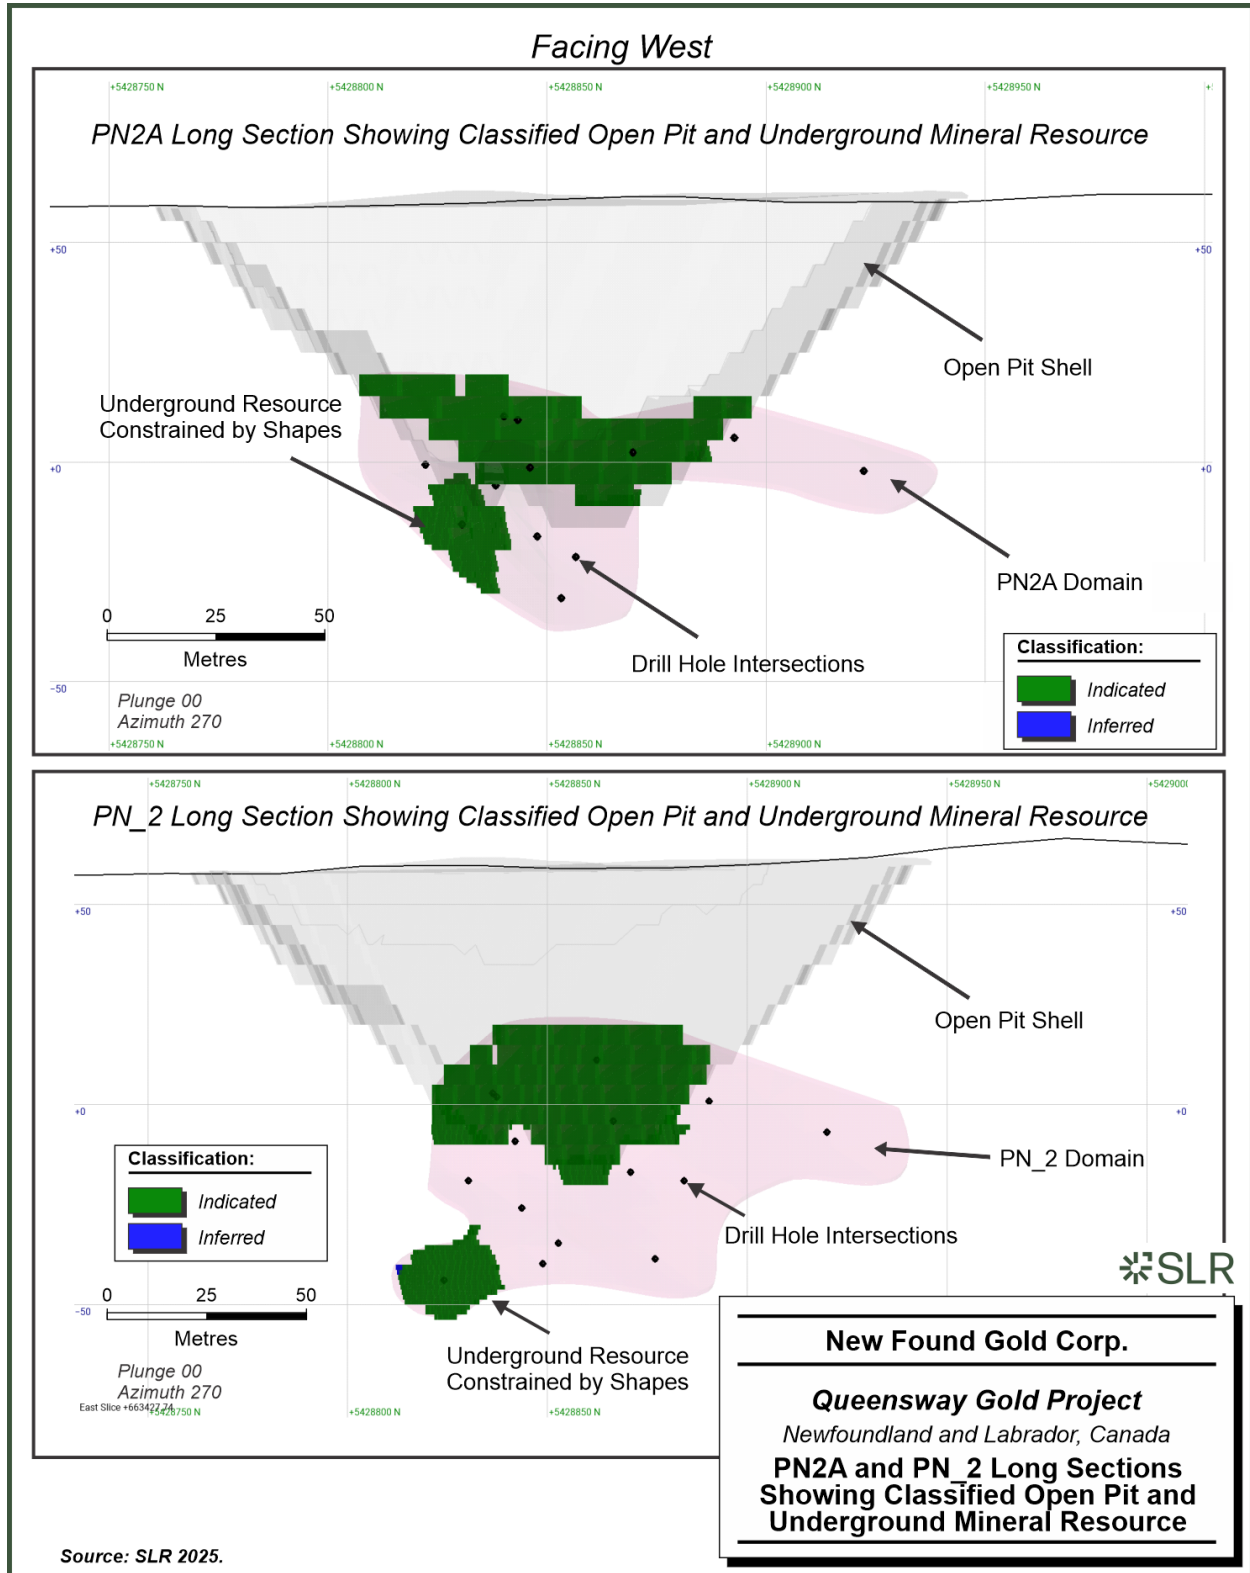 Facing West
+5428750 N
+5428800 N
+5428850 N
+5428900 N
+5428950 N
PN2A Long Section Showing Classified Open Pit and Underground Mineral Resource
+50
+50
Open Pit Shell
Underground Resource
Constrained by Shapes
+0
+0
PN2A Domain
0 25 50
Metres
Drill Hole Intersections
Classification:
Indicated
Inferred
-50
Plunge 00
Azimuth 270
+5428750 N
+5428800 N
+5428850 N
+5428900 N
+5428750 N
+5428800 N
+5428850 N
+5428900 N
+5428950 N
+542900
PN_2 Long Section Showing Classified Open Pit and Underground Mineral Resource
+50
+50
Open Pit Shell
+0
+0
Classification:
Indicated
Inferred
PN_2 Domain
Drill Hole Intersections
0 25 50
Metres
-50
Underground Resource
Constrained by Shapes
Plunge 00
Azimuth 270
East Slice +663427.74
+5428750 N
+5428800 N
+5428850 N
SLR
New Found Gold Corp.
Queensway Gold Project
Newfoundland and Labrador, Canada
PN2A and PN_2 Long Sections
Showing Classified Open Pit and
Underground Mineral Resource
Source: SLR 2025.